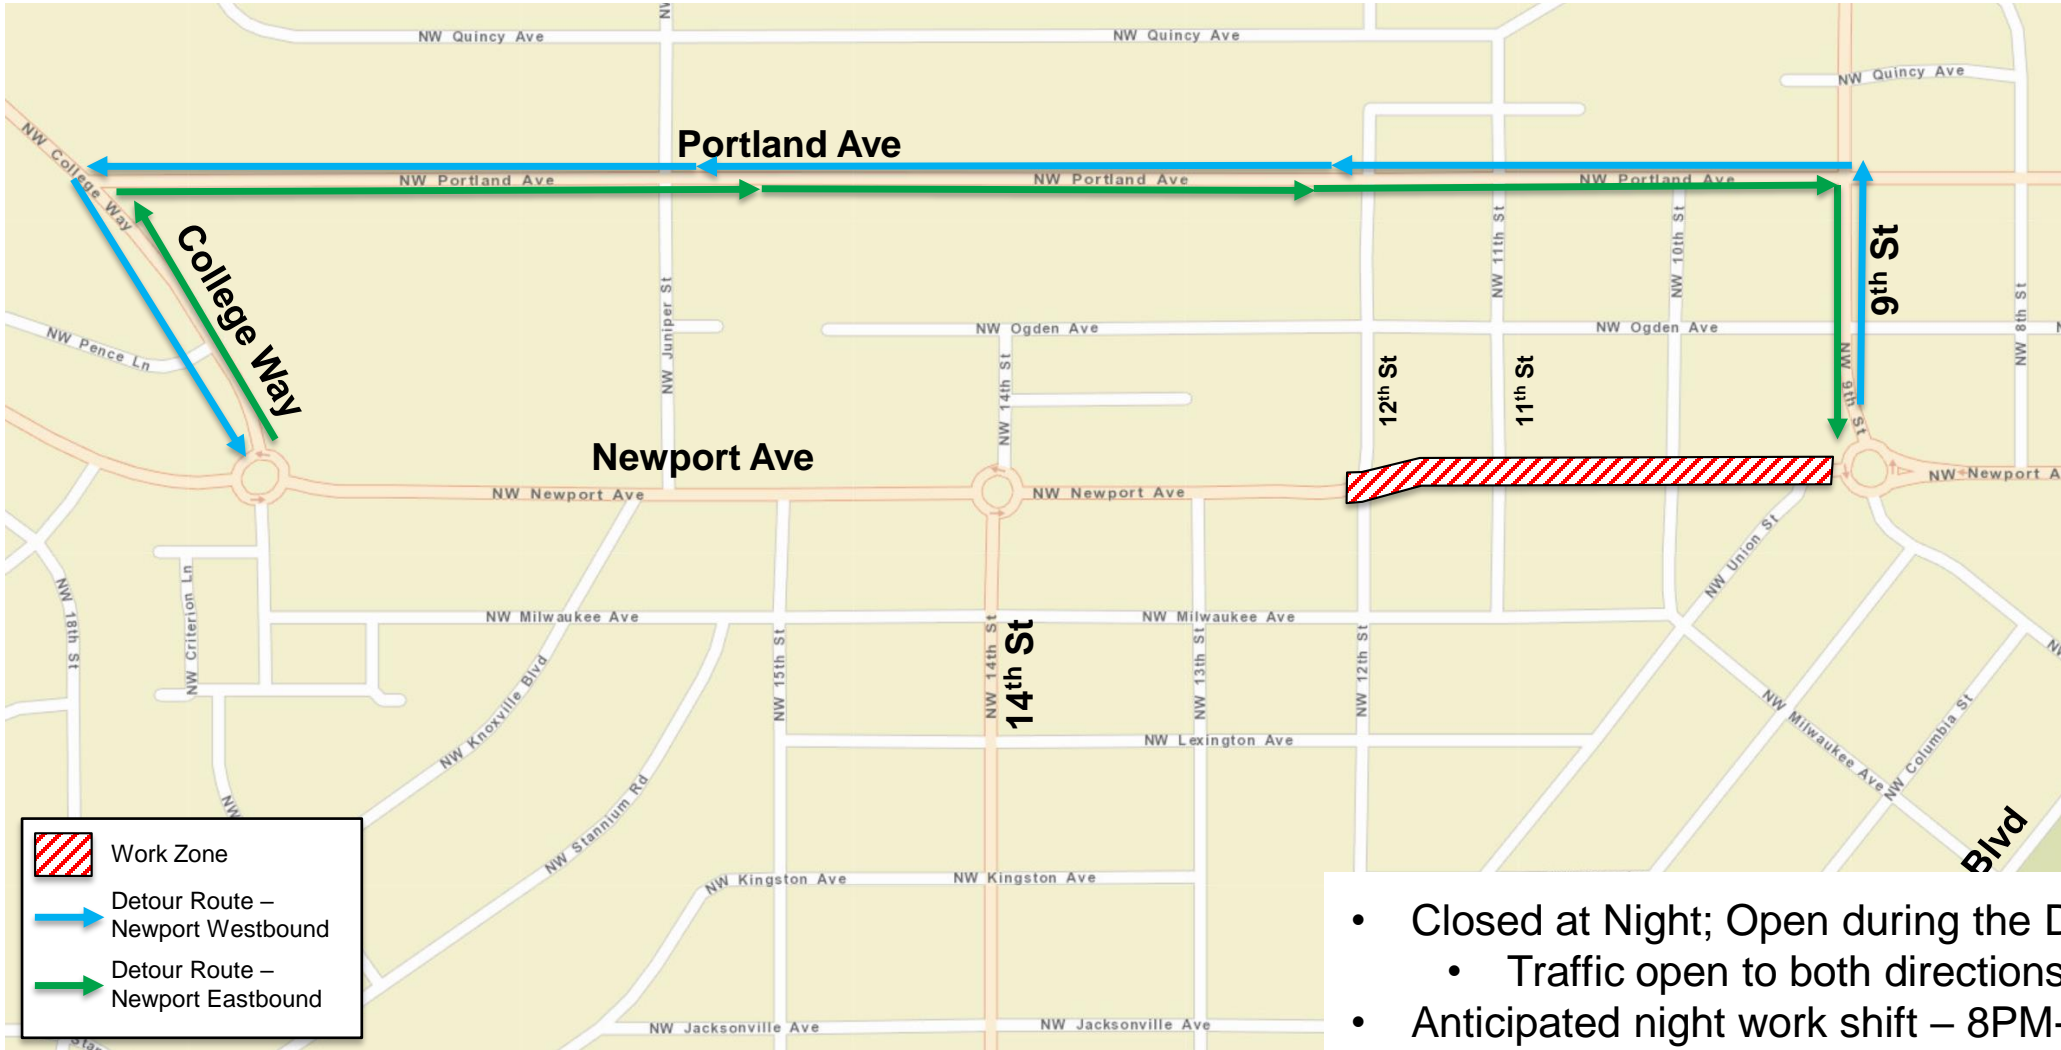 NW Quincy Ave
NW Quincy Ave
NW Quincy Ave
NW College Way
Portland Ave
NW Portland Ave
NW Portland Ave
NW Portland Ave
College Way
NW Juniper St
NW 11th St
NW 10th St
9th St
NW 8th St
NW Pence Ln
NW Ogden Ave
NW Ogden Ave
NW 14th St
12th St
11th St
NW 9th St
Newport Ave
NW Newport Ave
NW Newport Ave
NW Newport A
NW Union St
NW 18th St
NW Criterion Ln
NW Milwaukee Ave
NW Milwaukee Ave
NW Knoxville Blvd
NW 15th St
NW 14th St
14th St
NW 13th St
NW 12th St
NW Lexington Ave
NW Milwaukee Ave
NW Columbia St
NW Stannium Rd
NW
Blvd
NW Kingston Ave
NW Kingston Ave
NW Jacksonville Ave
NW Jacksonville Ave
Work Zone
Detour Route –
Newport Westbound
Detour Route –
Newport Eastbound
• Closed at Night; Open during the D
• Traffic open to both directions
• Anticipated night work shift – 8PM-